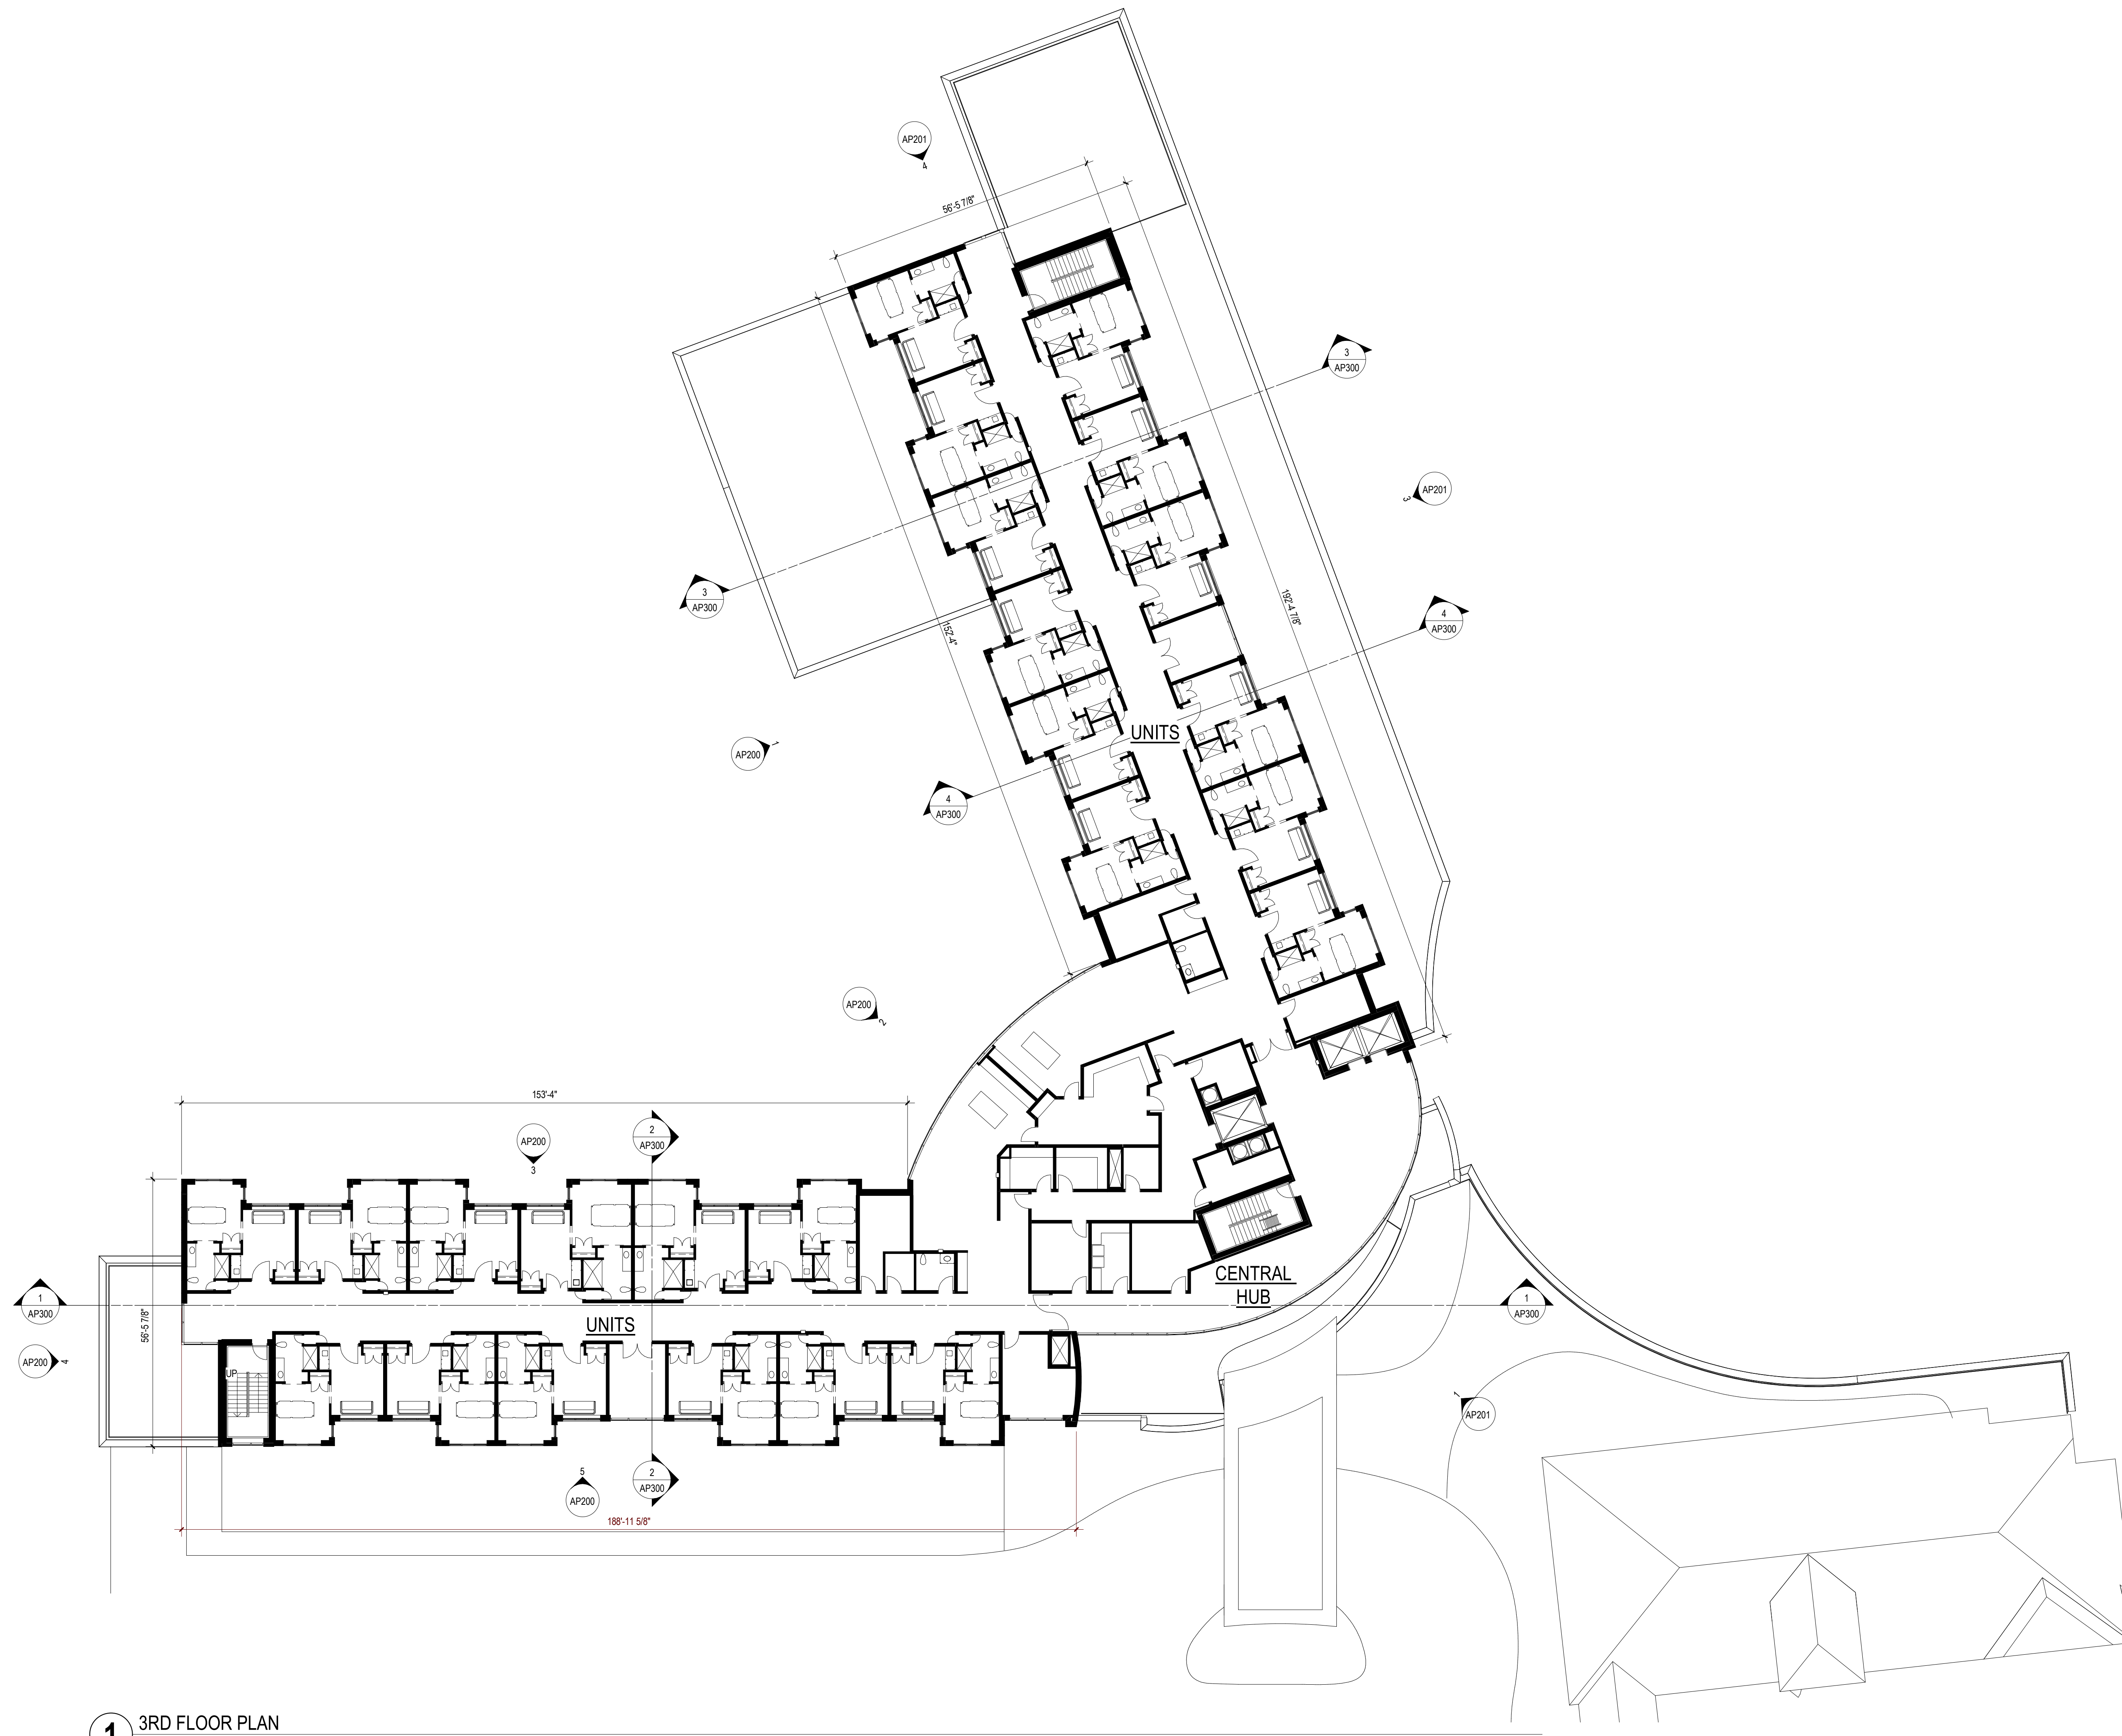 AP201
4
56'-5 7/8"
3
AP300
AP201
3
3
AP300
192'-4 7/8"
152'-4"
4
AP300
UNITS
AP200
1
4
AP300
AP200
2
153'-4"
AP200
3
2
AP300
CENTRAL
HUB
1
AP300
56'-5 7/8"
UNITS
1
AP300
AP200
4
UP
AP201
1
5
AP200
2
AP300
188'-11 5/8"
1
3RD FLOOR PLAN